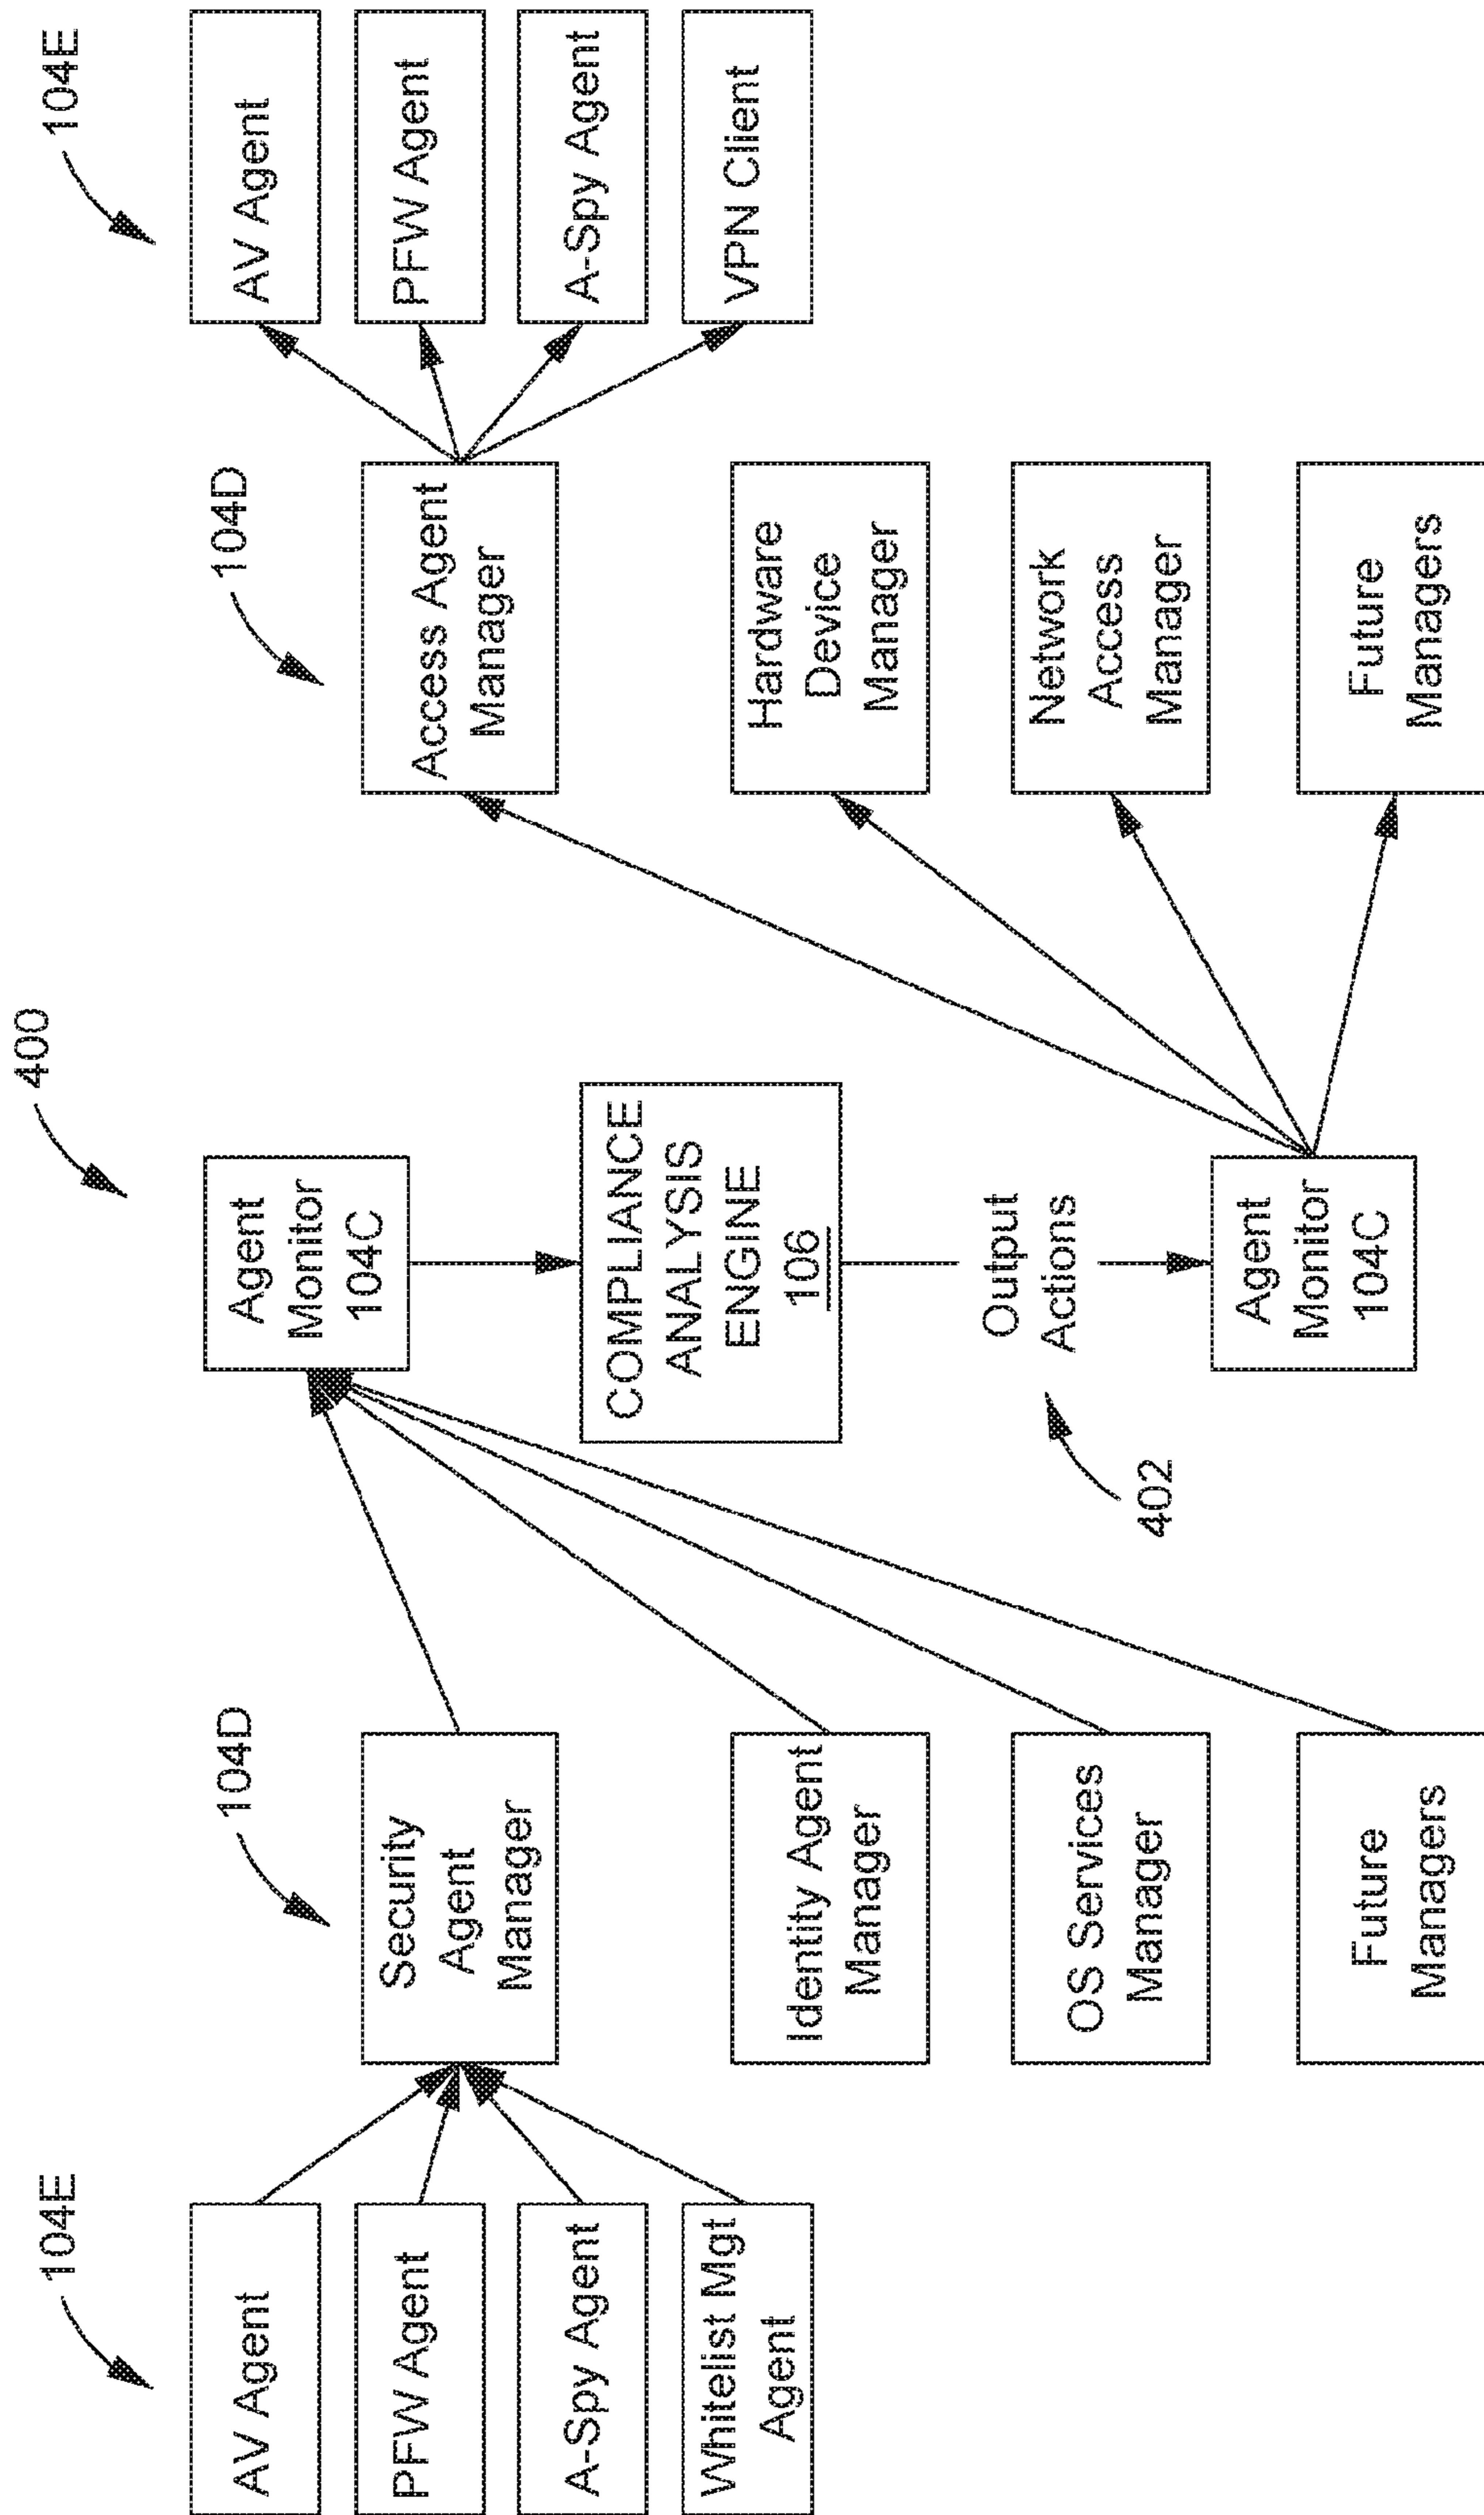 104E
AV Agent
PFW Agent
A-Spy Agent
Whitelist Mgt
Agent
104D
Security
Agent
Manager
Identity Agent
Manager
OS Services
Manager
Future
Managers
400
Agent
Monitor
104C
COMPLIANCE
ANALYSIS
ENGINE
106
Output
Actions
402
Agent
Monitor
104C
104D
Access Agent
Manager
Hardware
Device
Manager
Network
Access
Manager
Future
Managers
104E
AV Agent
PFW Agent
A-Spy Agent
VPN Client